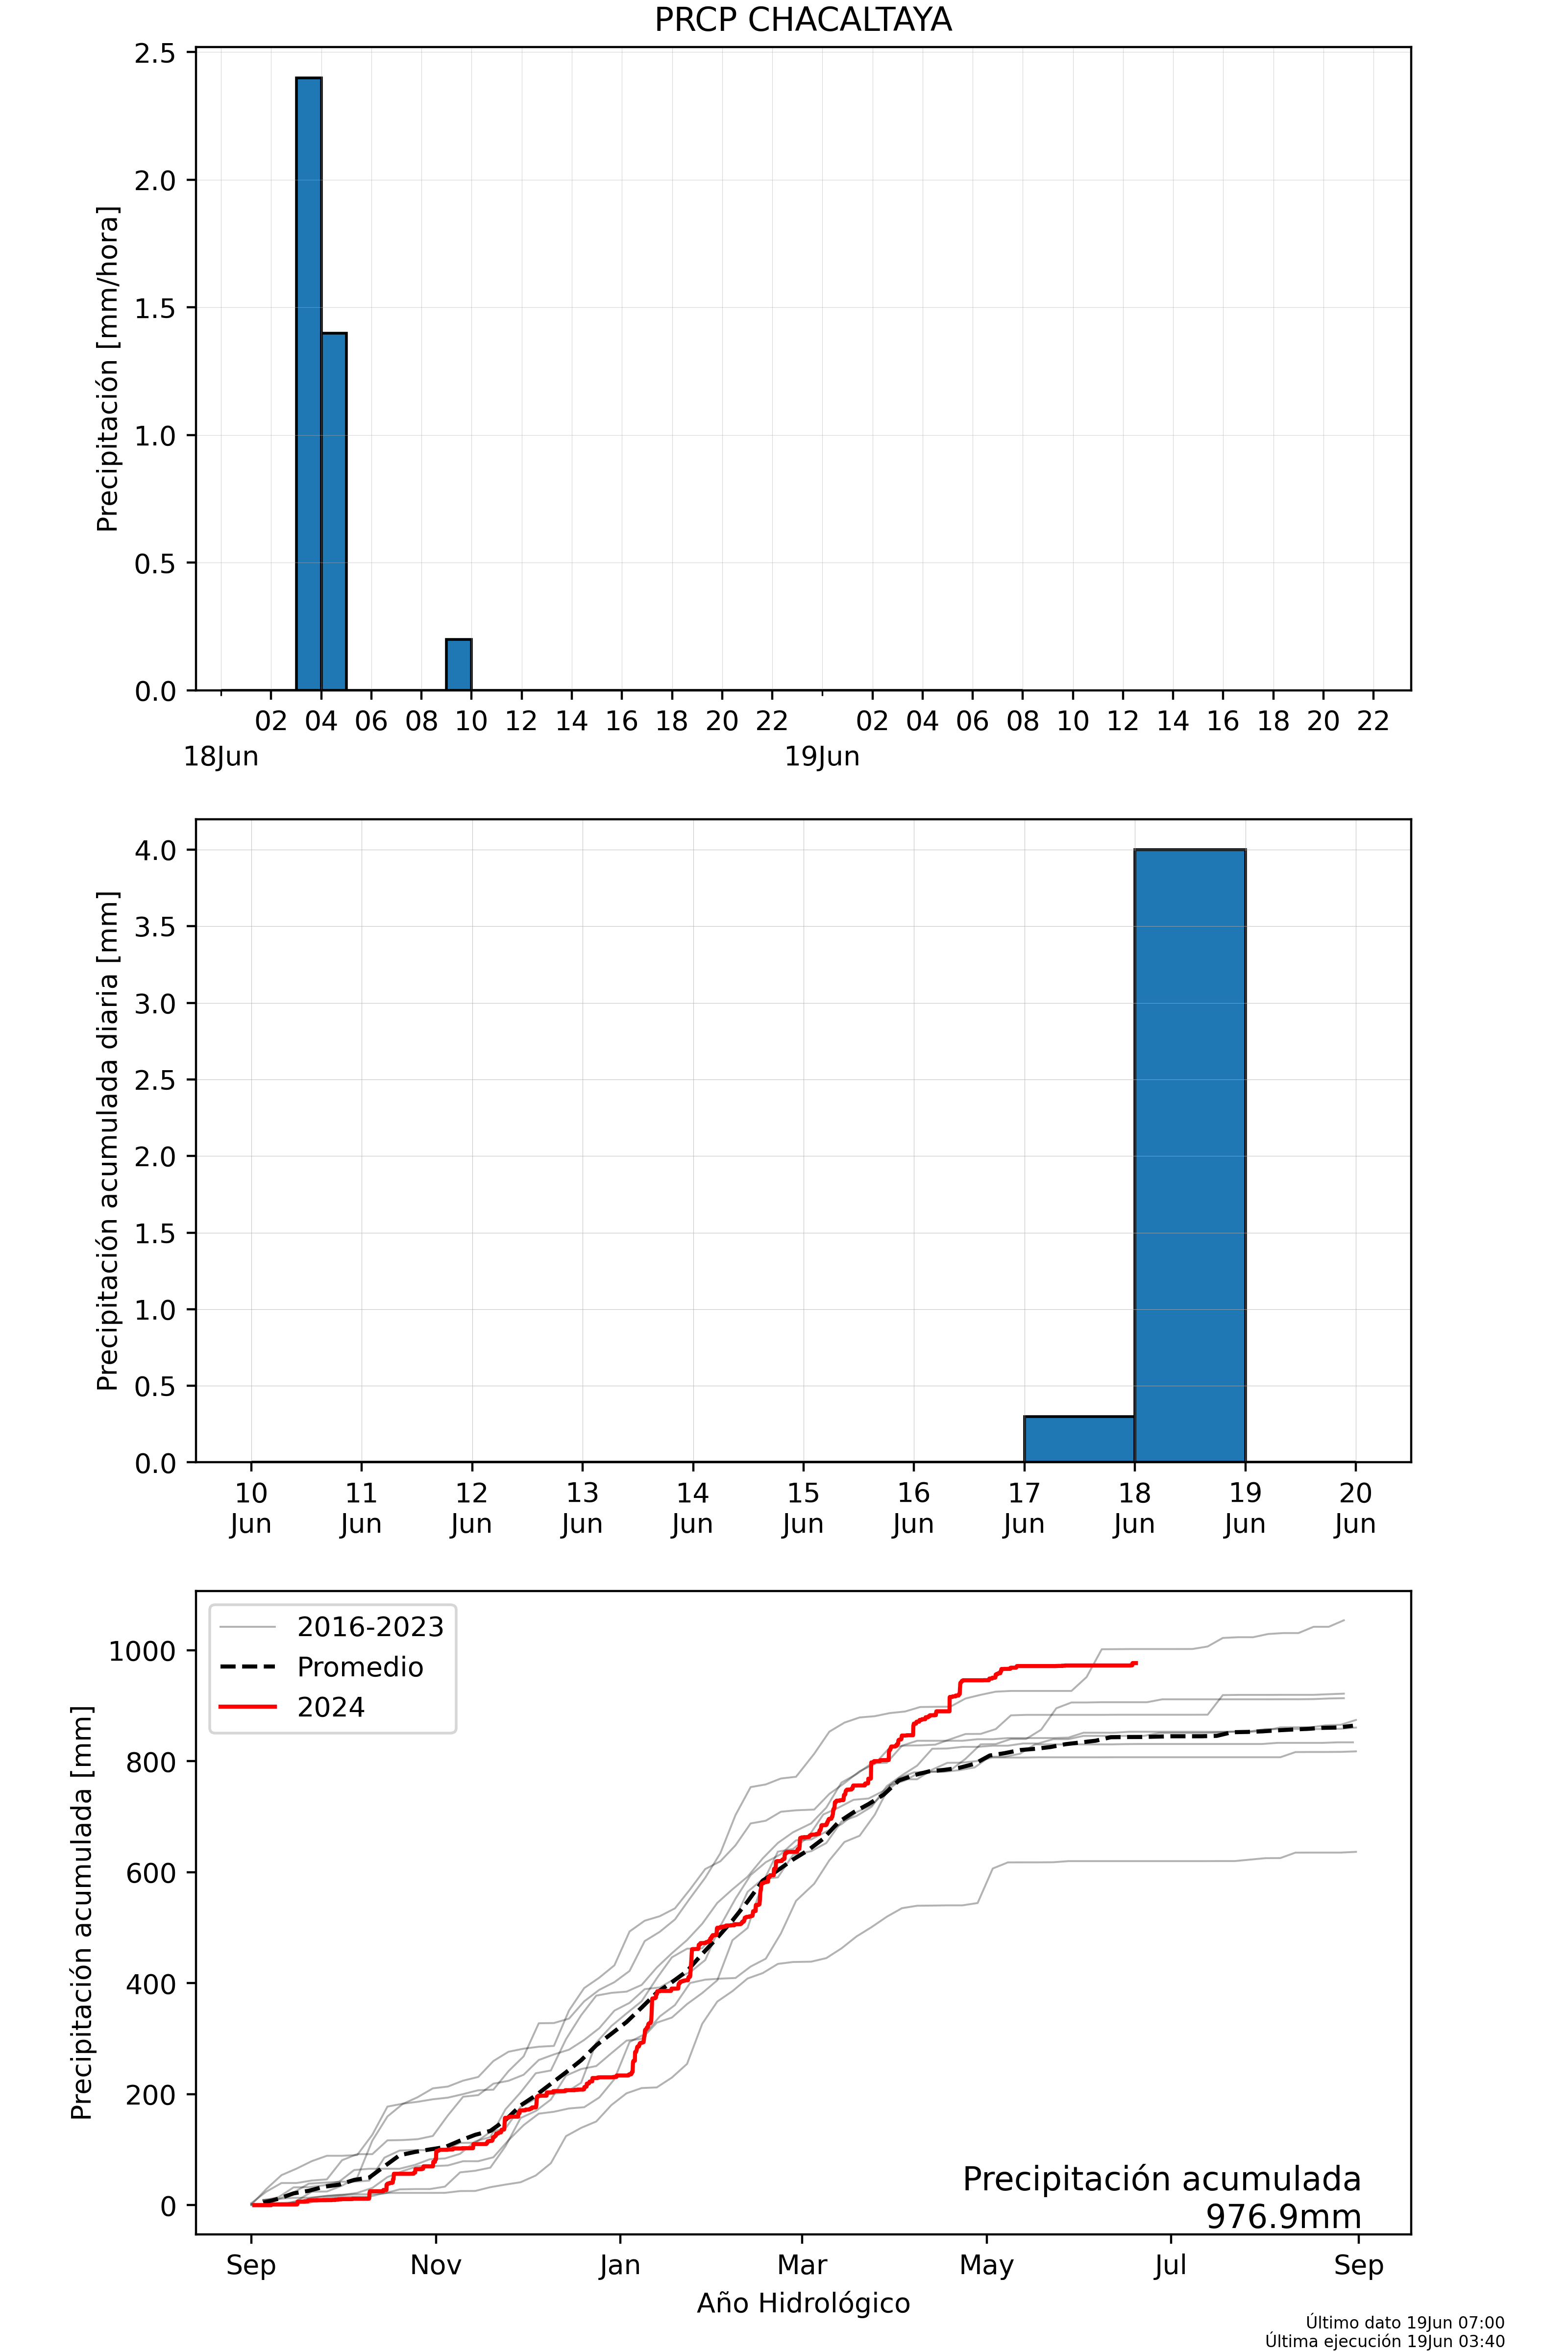 PRCP CHACALTAYA
2.5
2.0
1.5
1.0
0.5
0.0
Precipitación [mm/hora]
02 04 06 08 10 12 14 16 18 20 22 02 04 06 08 10 12 14 16 18 20 22
18Jun 19Jun
4.0
3.5
3.0
2.5
2.0
1.5
1.0
0.5
0.0
Precipitación acumulada diaria [mm]
10 11 12 13 14 15 16 17 18 19 20
Jun Jun Jun Jun Jun Jun Jun Jun Jun Jun Jun
2016-2023
Promedio
2024
1000
800
600
400
200
0
Precipitación acumulada [mm]
Precipitación acumulada
976.9mm
Sep Nov Jan Mar May Jul Sep
Año Hidrológico
Último dato 19Jun 07:00
Última ejecución 19Jun 03:40